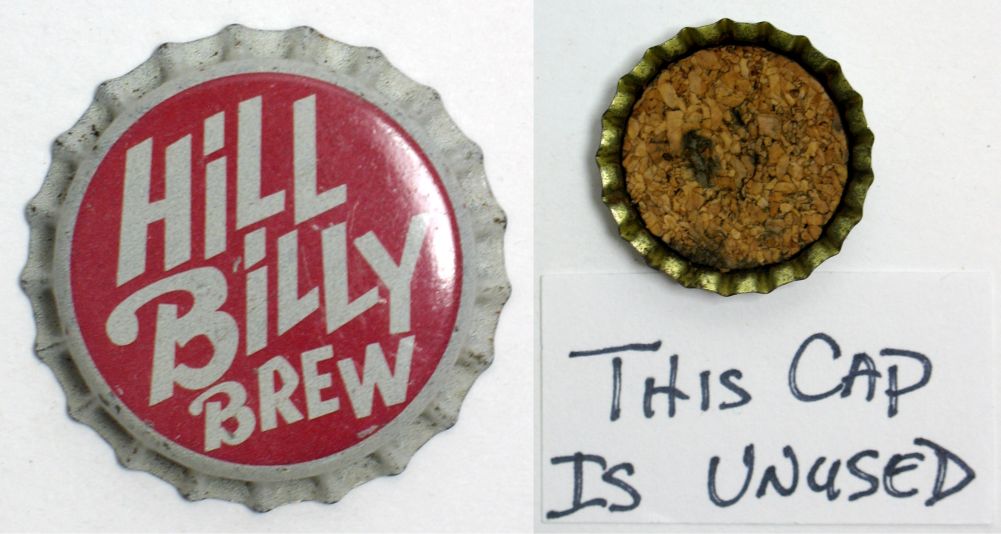 HiLL
BiLLY
BREW
THIS CAP
IS UNUSED